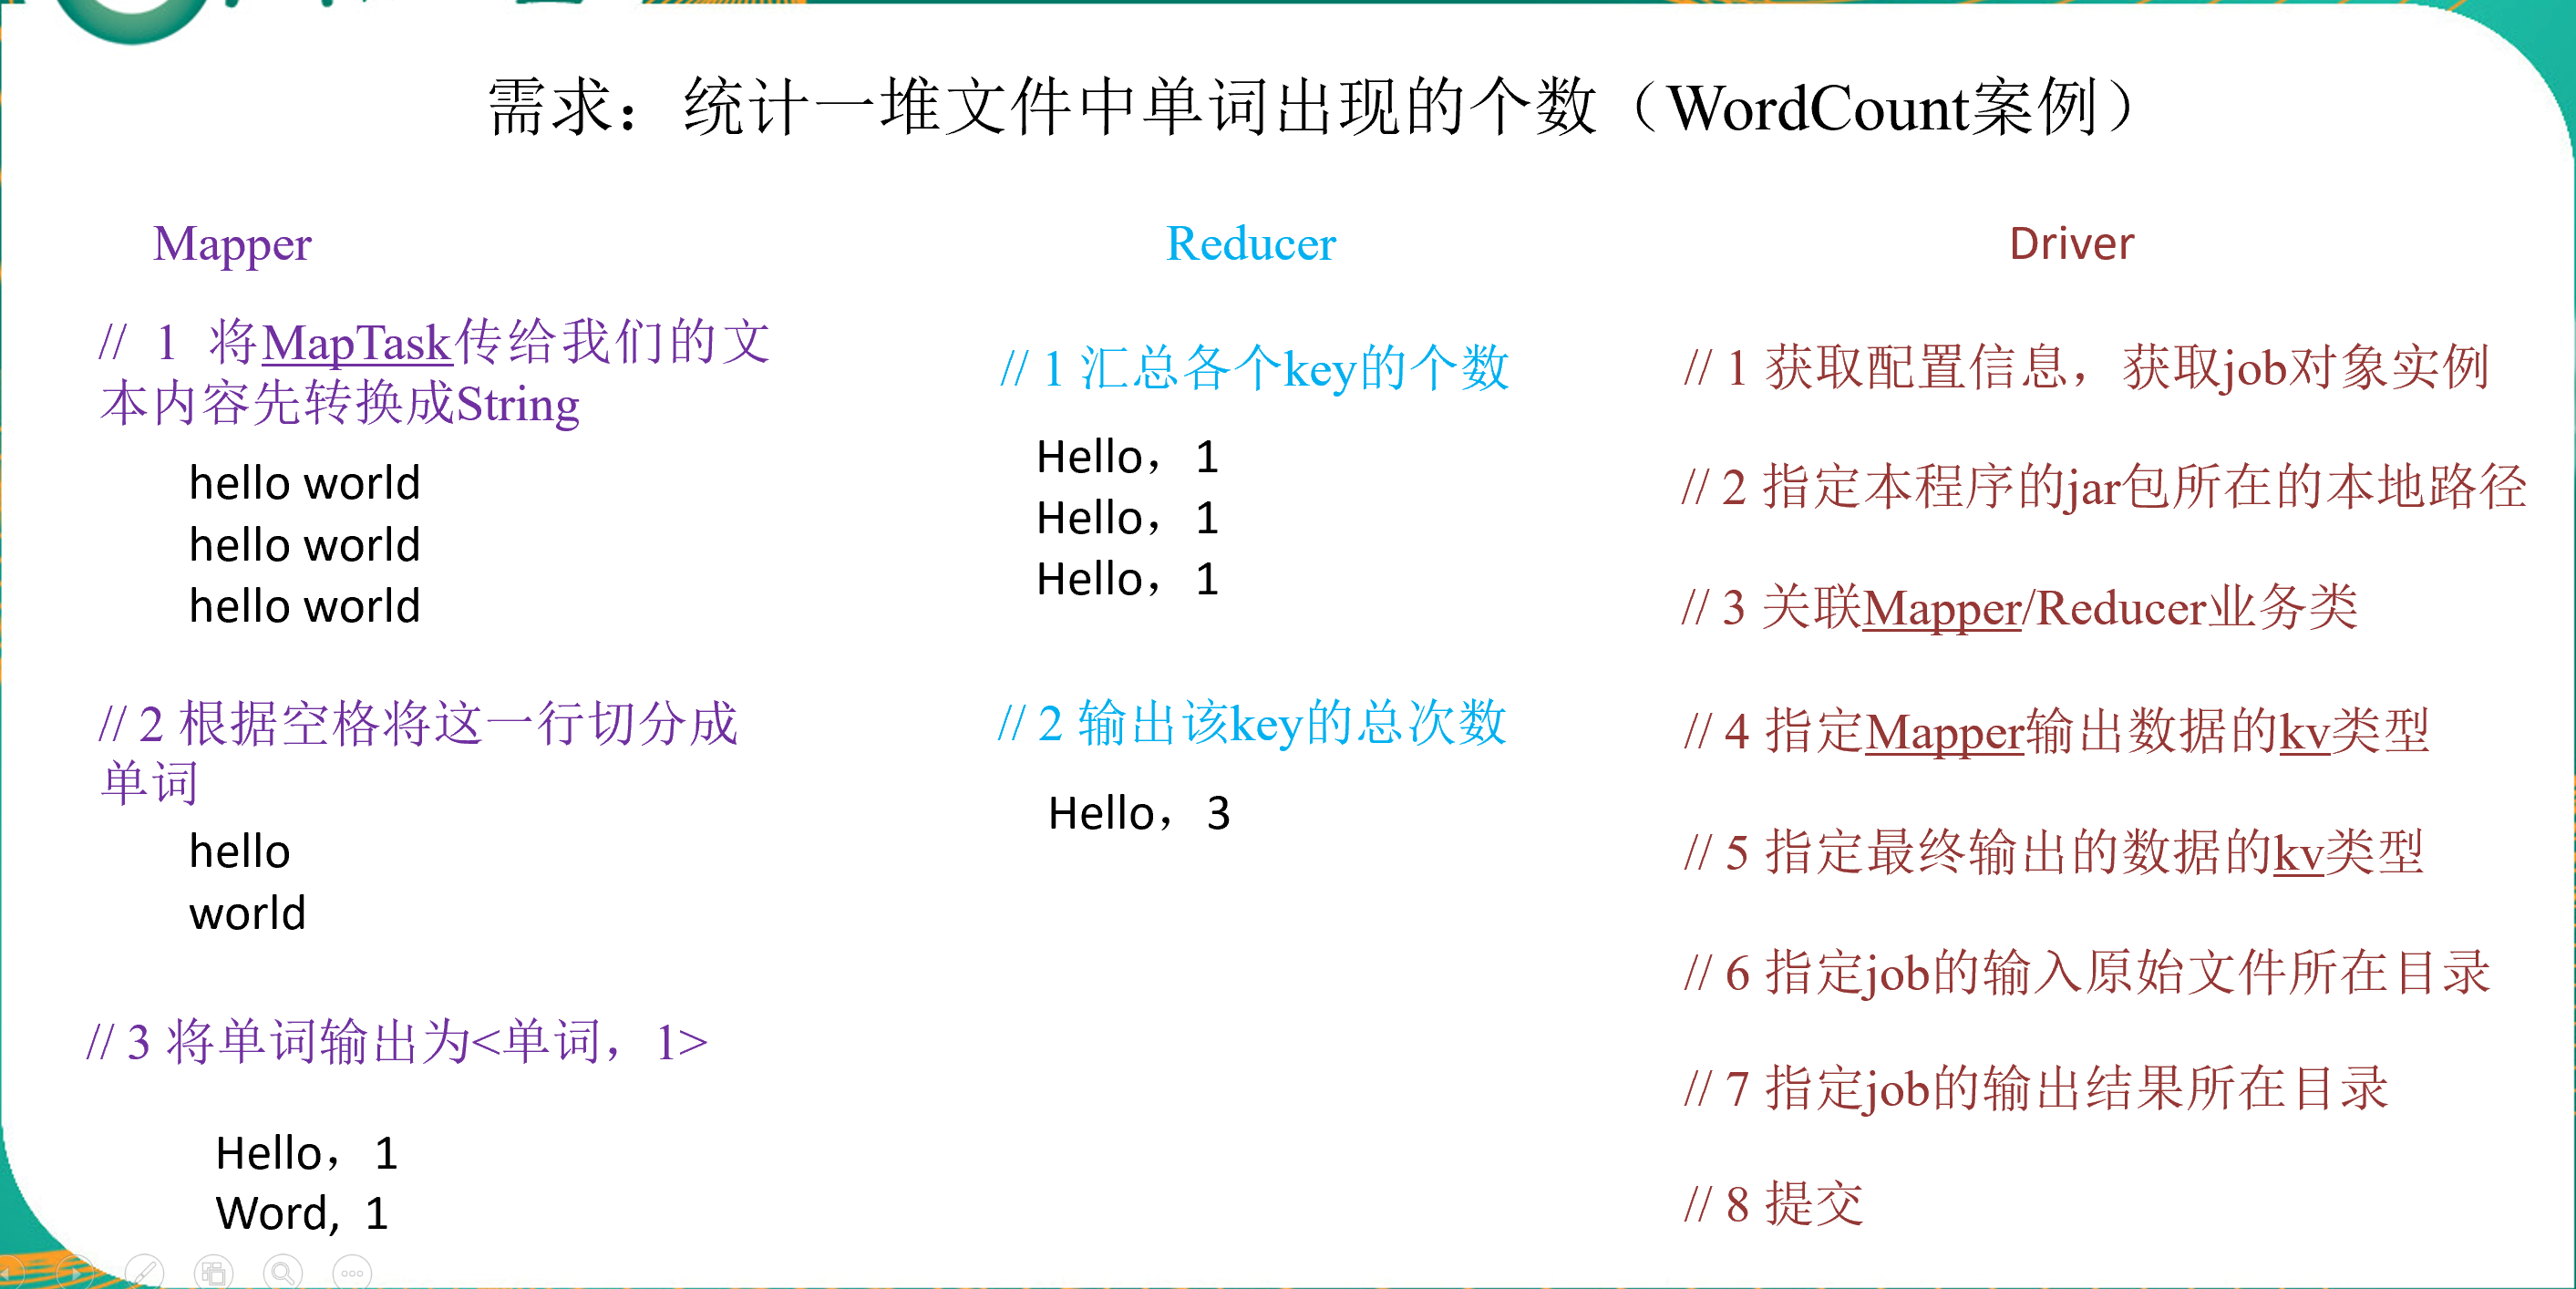 需求：统计一堆文件中单词出现的个数（WordCount案例）
Mapper
// 1 将MapTask传给我们的文
本内容先转换成String
hello world
hello world
hello world
// 2 根据空格将这一行切分成
单词
hello
world
// 3 将单词输出为<单词，1>
Hello，1
Word，1
Reducer
// 1 汇总各个key的个数
Hello，1
Hello，1
Hello，1
// 2 输出该key的总次数
Hello，3
Driver
// 1 获取配置信息，获取job对象实例
// 2 指定本程序的jar包所在的本地路径
// 3 关联Mapper/Reducer业务类
// 4 指定Mapper输出数据的kv类型
// 5 指定最终输出的数据的kv类型
// 6 指定job的输入原始文件所在目录
// 7 指定job的输出结果所在目录
// 8 提交